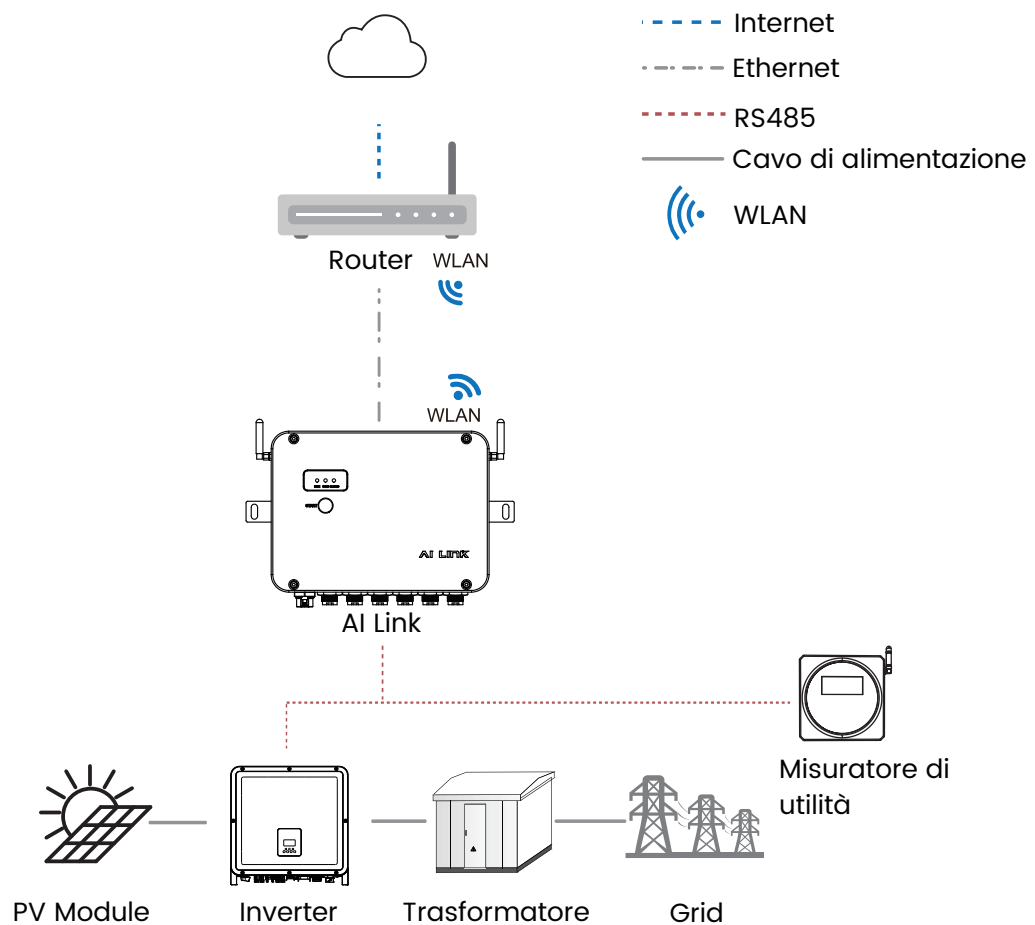 Internet
Ethernet
RS485
Cavo di alimentazione
WLAN
Router
WLAN
WLAN
AI LINK
AI Link
Misuratore di
utilità
PV Module
Inverter
Trasformatore
Grid